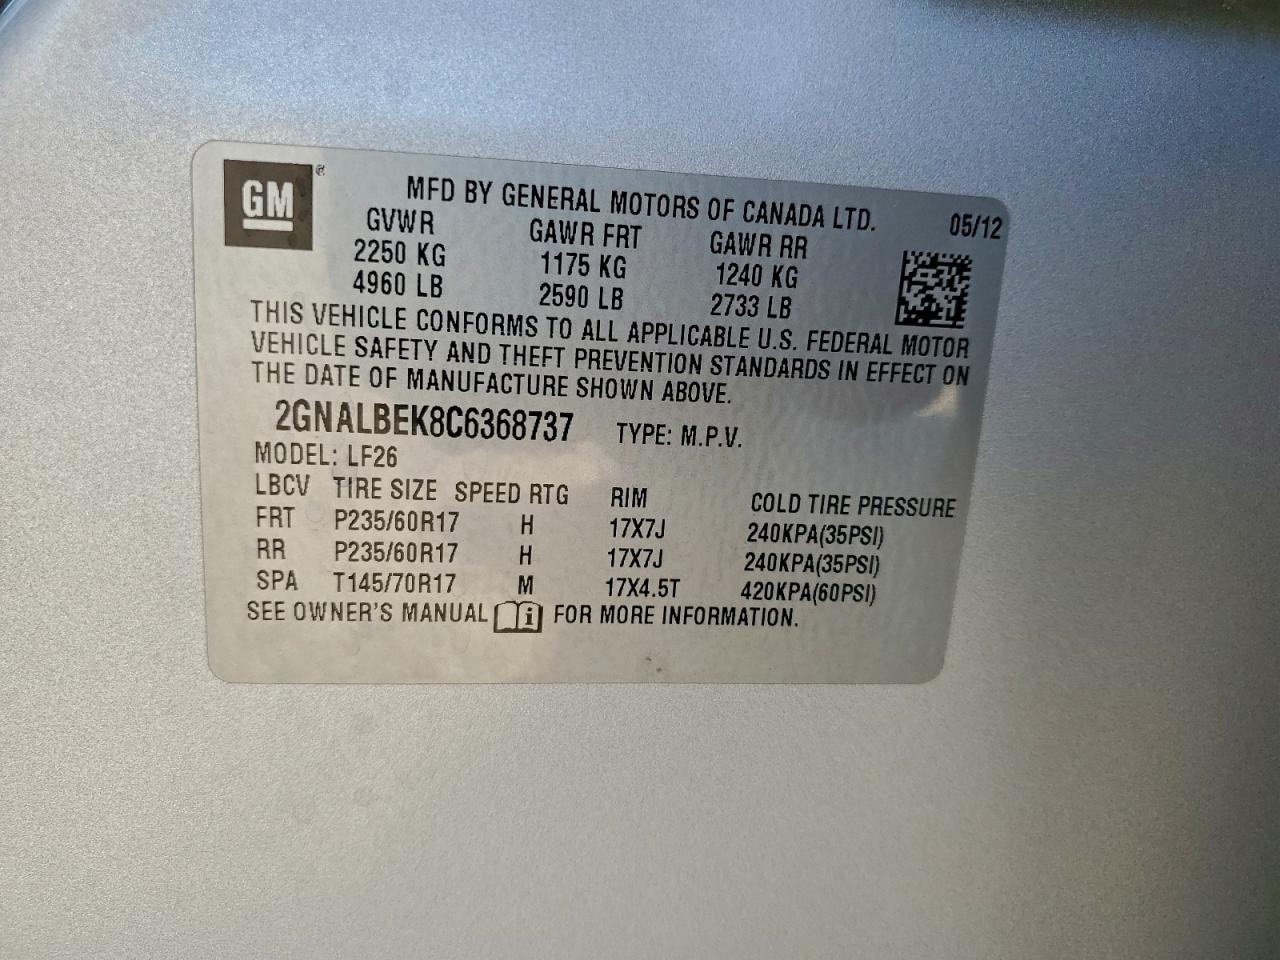 GM ®
MFD BY GENERAL MOTORS OF CANADA LTD. 05/12
GVWR GAWR FRT GAWR RR
2250 KG 1175 KG 1240 KG
4960 LB 2590 LB 2733 LB
THIS VEHICLE CONFORMS TO ALL APPLICABLE U.S. FEDERAL MOTOR
VEHICLE SAFETY AND THEFT PREVENTION STANDARDS IN EFFECT ON
THE DATE OF MANUFACTURE SHOWN ABOVE.
2GNALBEK8C6368737 TYPE: M.P.V.
MODEL: LF26
LBCV TIRE SIZE SPEED RTG RIM COLD TIRE PRESSURE
FRT P235/60R17 H 17X7J 240KPA(35PSI)
RR P235/60R17 H 17X7J 240KPA(35PSI)
SPA T145/70R17 M 17X4.5T 420KPA(60PSI)
SEE OWNER'S MANUAL i FOR MORE INFORMATION.